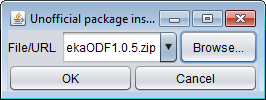 Unofficial package ins...
File/URL ekaODF1.0.5.zip Browse...
OK Cancel